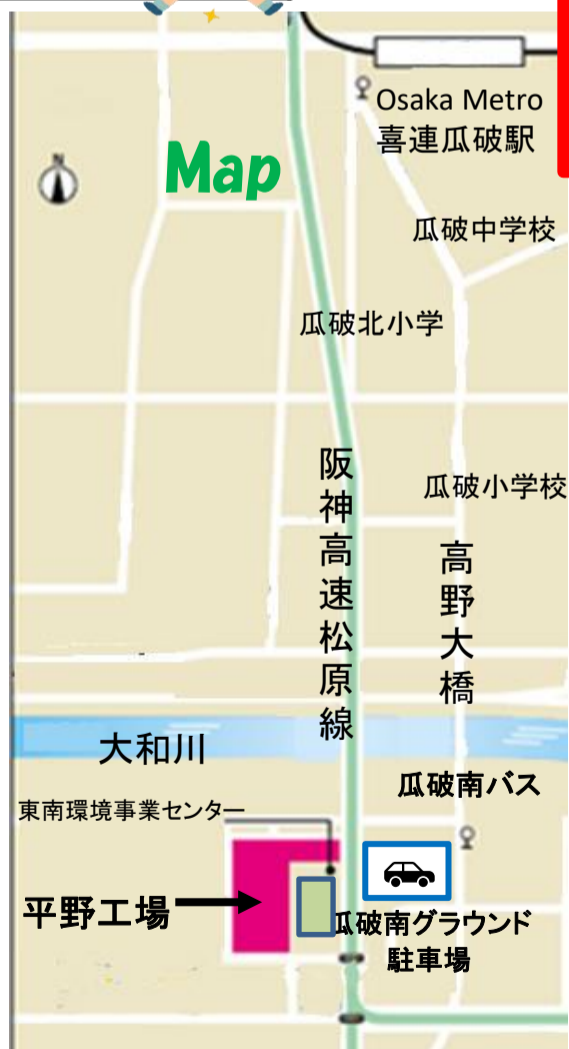 Osaka Metro
喜連瓜破駅
N
Map
瓜破中学校
瓜破北小学
阪神高速松原線
瓜破小学校
高野大橋
大和川
瓜破南バス
東南環境事業センター
平野工場
瓜破南グラウンド
駐車場